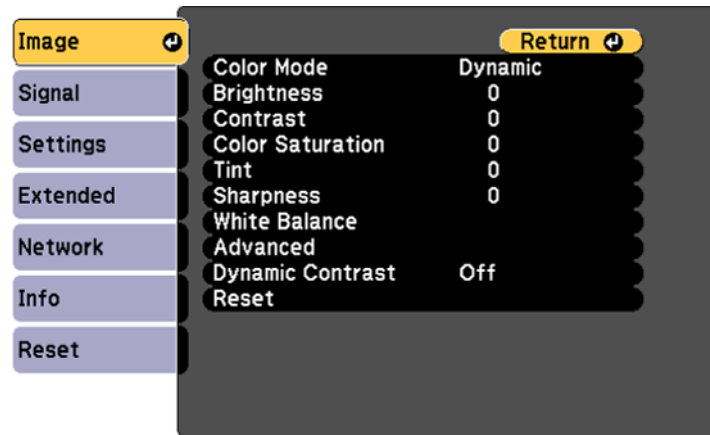 Image
Signal
Settings
Extended
Network
Info
Reset
Return
Color Mode Dynamic
Brightness 0
Contrast 0
Color Saturation 0
Tint 0
Sharpness 0
White Balance
Advanced
Dynamic Contrast Off
Reset